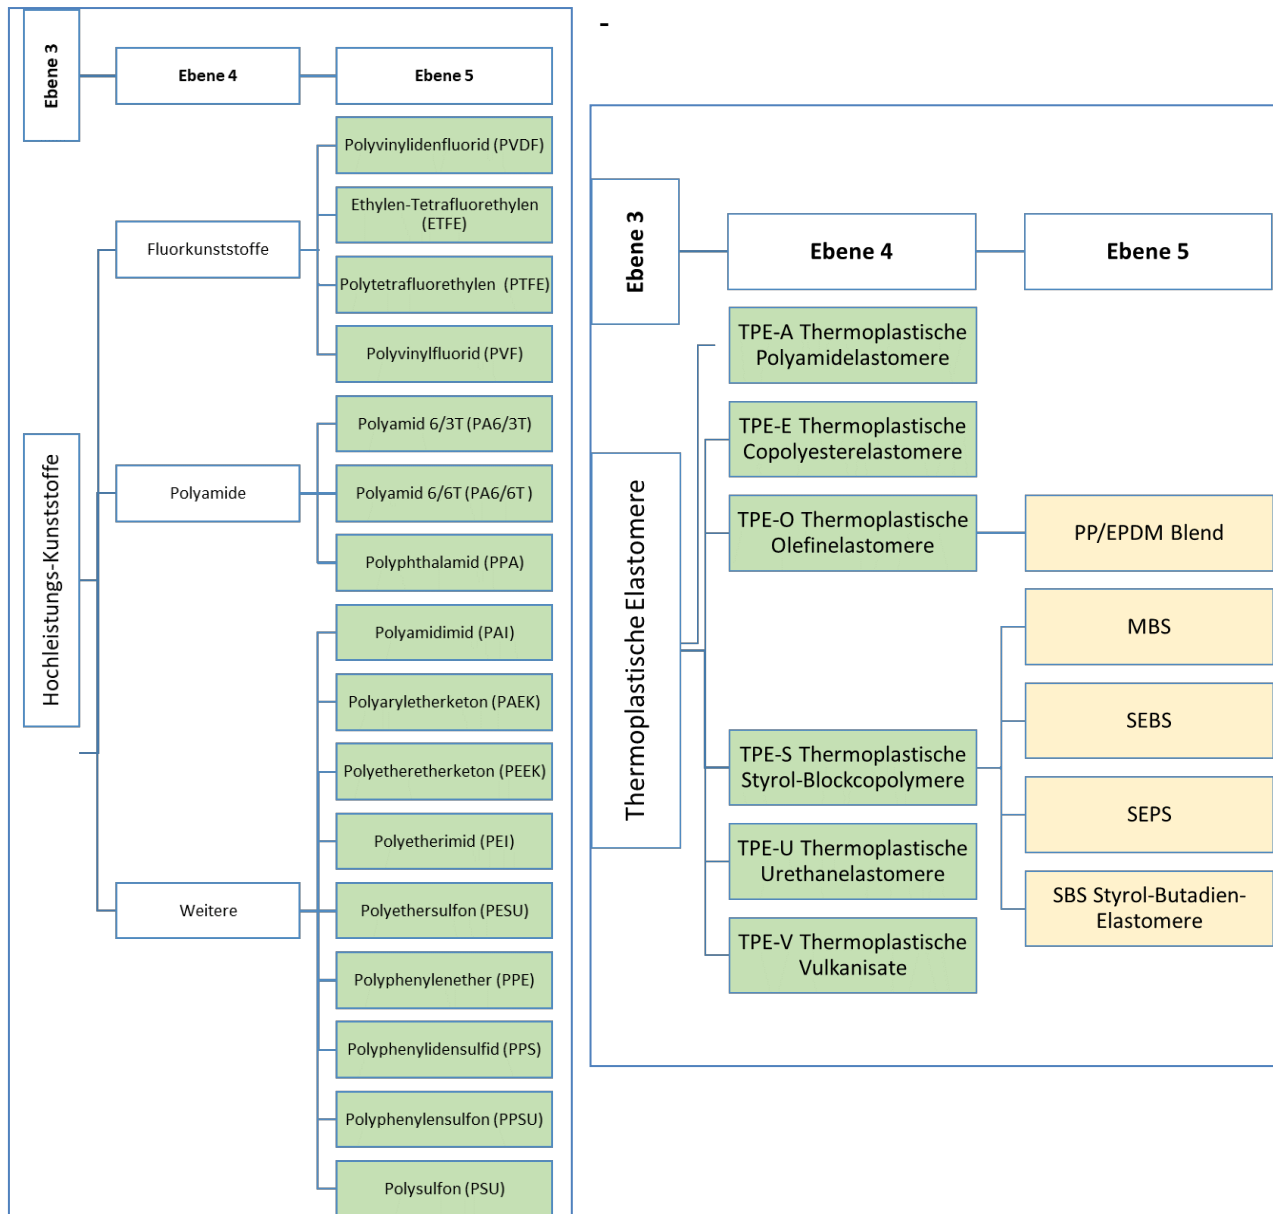 Ebene 3
Ebene 4
Ebene 5
Hochleistungs-Kunststoffe
Fluorkunststoffe
Polyvinylidenfluorid (PVDF)
Ethylen-Tetrafluorethylen
(ETFE)
Polytetrafluorethylen (PTFE)
Polyvinylfluorid (PVF)
Polyamide
Polyamid 6/3T (PA6/3T)
Polyamid 6/6T (PA6/6T)
Polyphthalamid (PPA)
Weitere
Polyamidimid (PAI)
Polyaryletherketon (PAEK)
Polyetheretherketon (PEEK)
Polyetherimid (PEI)
Polyethersulfon (PESU)
Polyphenylenether (PPE)
Polyphenylidensulfid (PPS)
Polyphenylensulfon (PPSU)
Polysulfon (PSU)
-
Ebene 3
Ebene 4
Ebene 5
Thermoplastische Elastomere
TPE-A Thermoplastische
Polyamidelastomere
TPE-E Thermoplastische
Copolyesterelastomere
TPE-O Thermoplastische
Olefinelastomere
PP/EPDM Blend
TPE-S Thermoplastische
Styrol-Blockcopolymere
MBS
SEBS
SEPS
SBS Styrol-Butadien-
Elastomere
TPE-U Thermoplastische
Urethanelastomere
TPE-V Thermoplastische
Vulkanisate